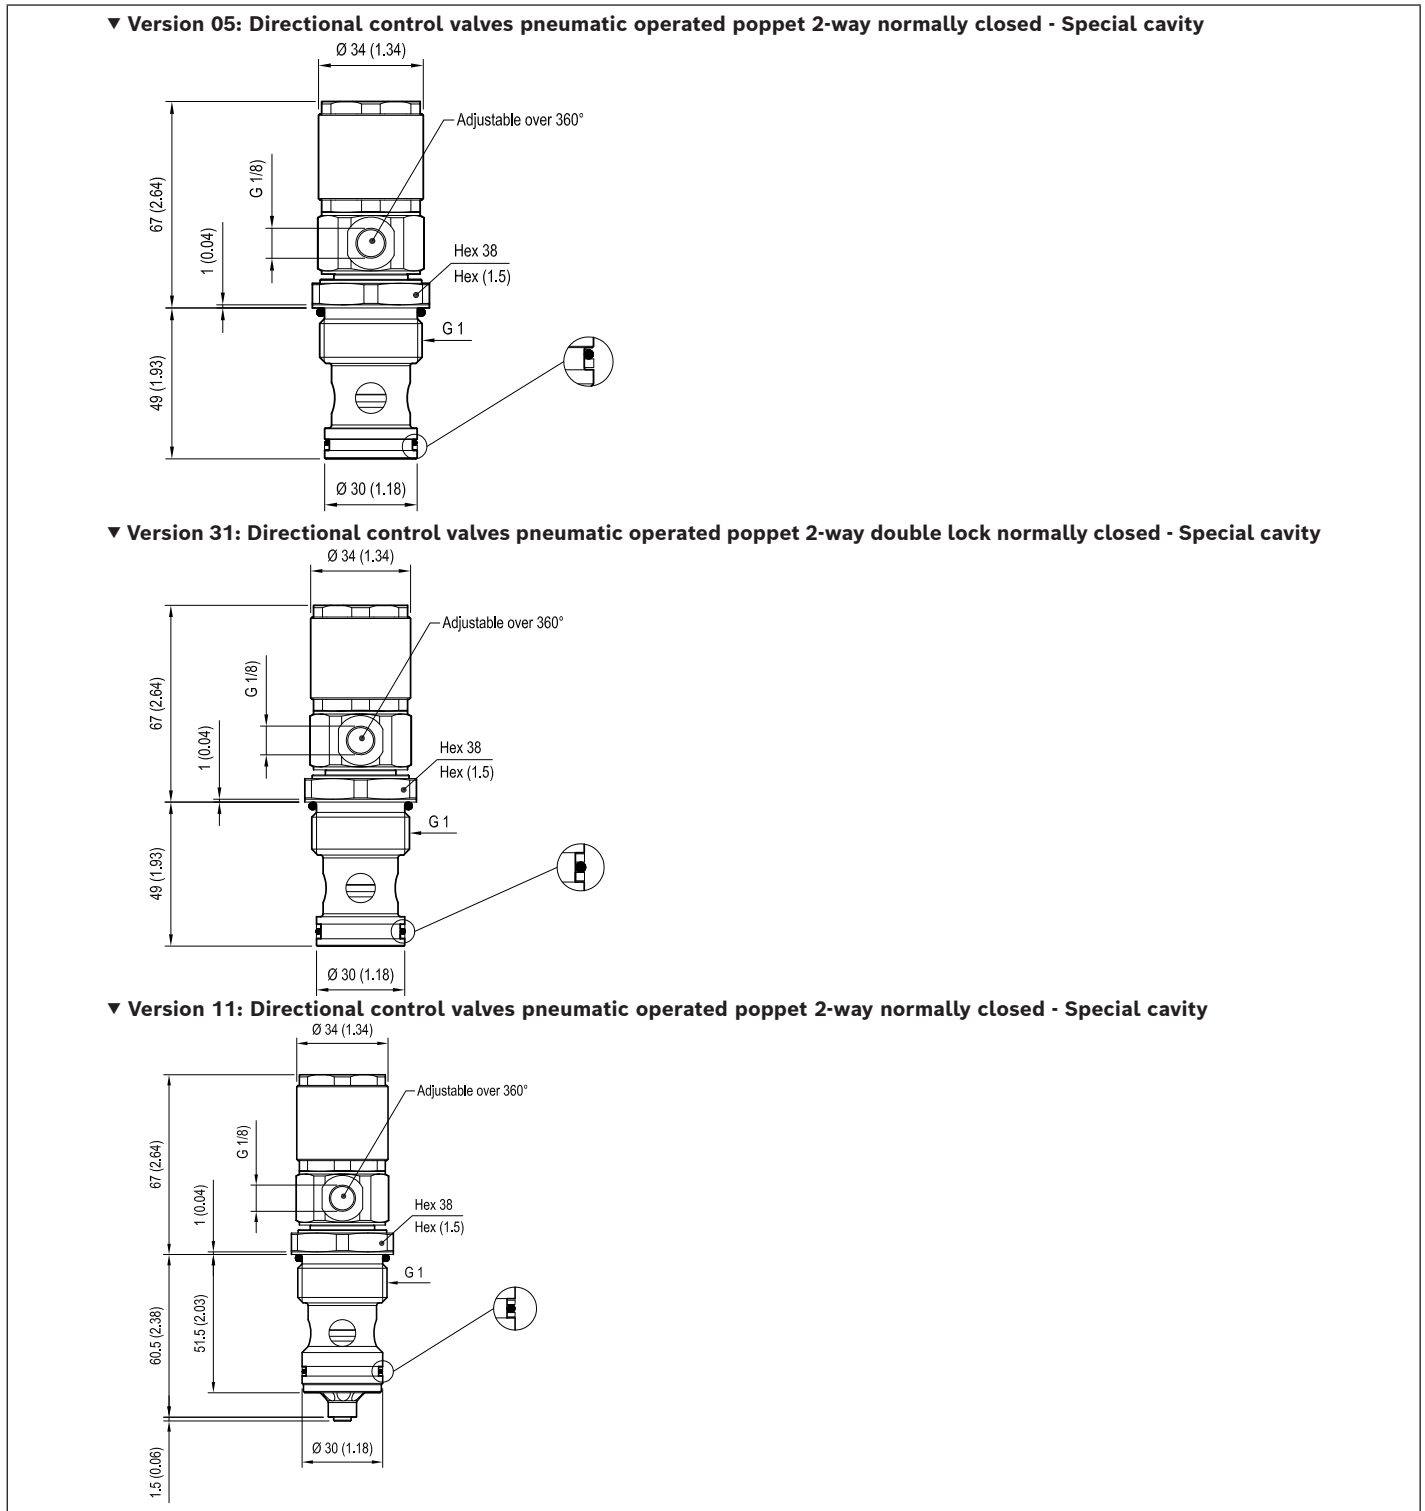 ▼ Version 05: Directional control valves pneumatic operated poppet 2-way normally closed - Special cavity
Ø 34 (1.34)
Adjustable over 360°
G 1/8)
67 (2.64)
1 (0.04)
Hex 38
Hex (1.5)
G 1
49 (1.93)
Ø 30 (1.18)
▼ Version 31: Directional control valves pneumatic operated poppet 2-way double lock normally closed - Special cavity
Ø 34 (1.34)
Adjustable over 360°
G 1/8)
67 (2.64)
1 (0.04)
Hex 38
Hex (1.5)
G 1
49 (1.93)
Ø 30 (1.18)
▼ Version 11: Directional control valves pneumatic operated poppet 2-way normally closed - Special cavity
Ø 34 (1.34)
Adjustable over 360°
G 1/8)
67 (2.64)
1 (0.04)
Hex 38
Hex (1.5)
G 1
60.5 (2.38)
51.5 (2.03)
Ø 30 (1.18)
1.5 (0.06)